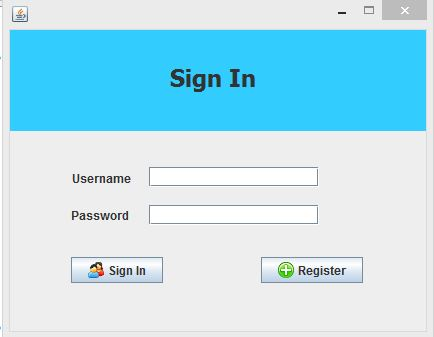 Sign In
Username
Password
Sign In Register